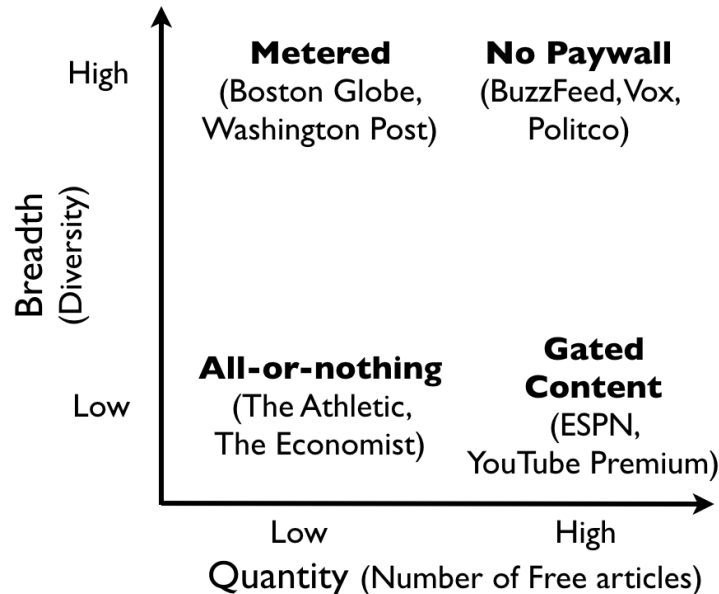 High
Metered
(Boston Globe,
Washington Post)
No Paywall
(BuzzFeed, Vox,
Politco)
Breadth
(Diversity)
Low
All-or-nothing
(The Athletic,
The Economist)
Gated
Content
(ESPN,
YouTube Premium)
Low
High
Quantity (Number of Free articles)